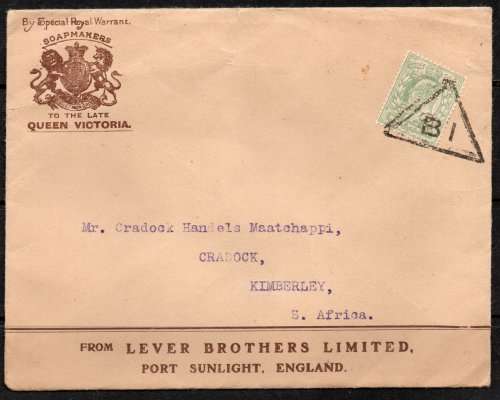 By Special Royal Warrant.
SOAPMAKERS
TO THE LATE
QUEEN VICTORIA.
B1
Mr. Cradock Handels Maatchappi,
CRADOCK,
KIMBERLEY,
S. Africa.
FROM LEVER BROTHERS LIMITED,
PORT SUNLIGHT, ENGLAND.